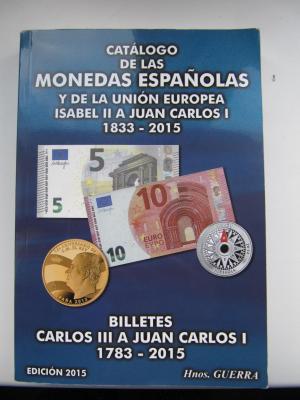 CATÁLOGO
DE LAS
MONEDAS ESPAÑOLAS
Y DE LA UNIÓN EUROPEA
ISABEL II A JUAN CARLOS I
1833 - 2015
5
5
10
10
EURO
BILLETES
CARLOS III A JUAN CARLOS I
1783 - 2015
EDICIÓN 2015
Hnos. GUERRA